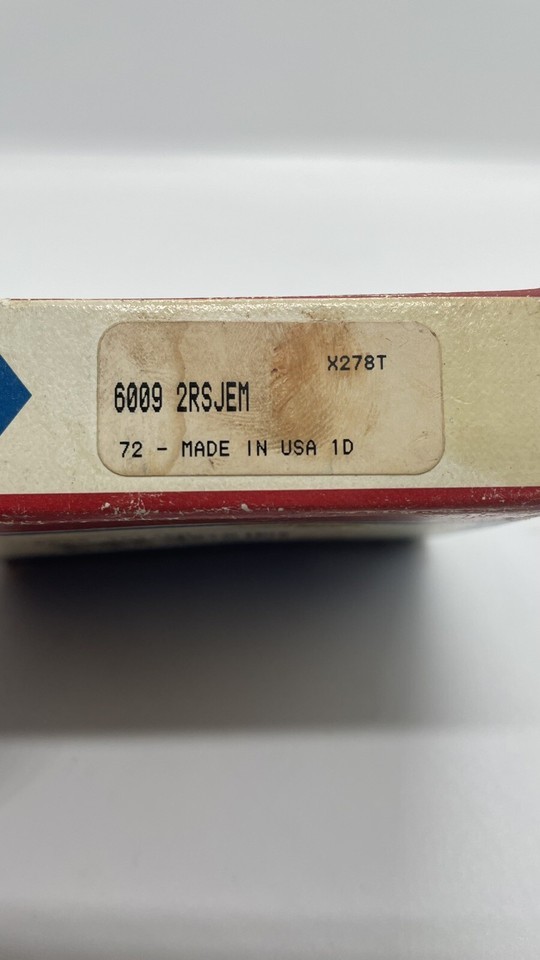 X278T
6009 2RSJEM
72 - MADE IN USA 1D